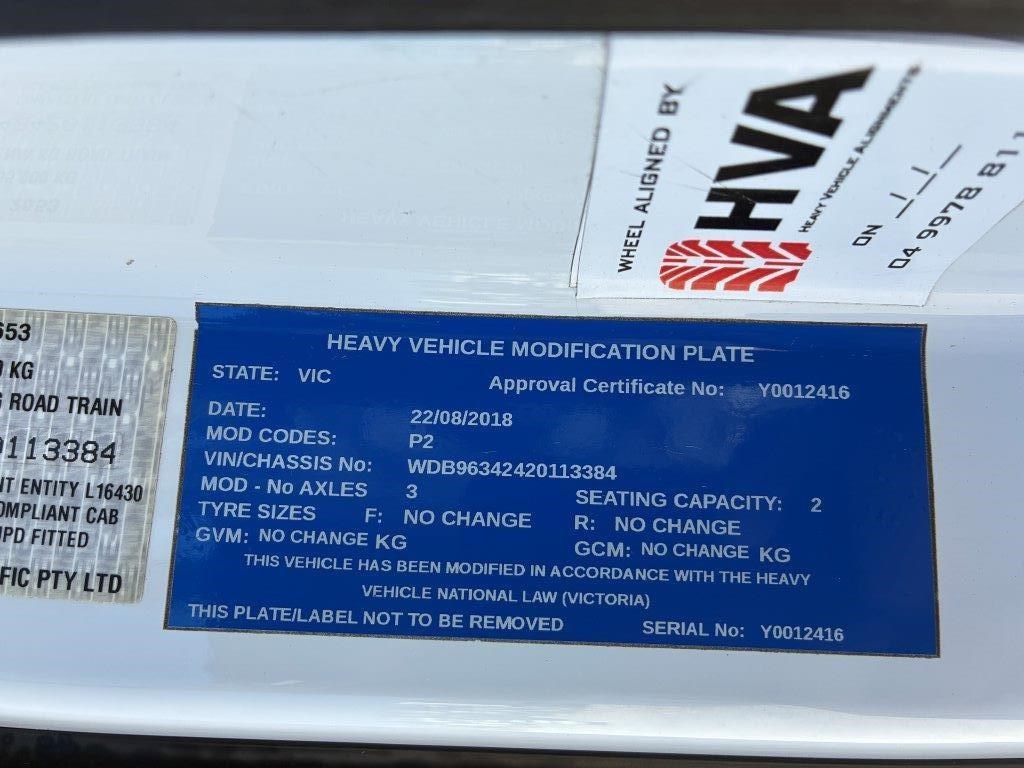 WHEEL ALIGNED BY
HVA
HEAVY VEHICLE ALIGNMENTS
ON _/_/_
04 9978 811
653
KG
ROAD TRAIN
113384
ENTITY L16430
CAB
FITTED
PTY LTD
HEAVY VEHICLE MODIFICATION PLATE
STATE: VIC
Approval Certificate No: Y0012416
DATE: 22/08/2018
MOD CODES: P2
VIN/CHASSIS No: WDB96342420113384
MOD - No AXLES 3
SEATING CAPACITY: 2
TYRE SIZES F: NO CHANGE R: NO CHANGE
GVM: NO CHANGE KG GCM: NO CHANGE KG
THIS VEHICLE HAS BEEN MODIFIED IN ACCORDANCE WITH THE HEAVY
VEHICLE NATIONAL LAW (VICTORIA)
THIS PLATE/LABEL NOT TO BE REMOVED
SERIAL No: Y0012416